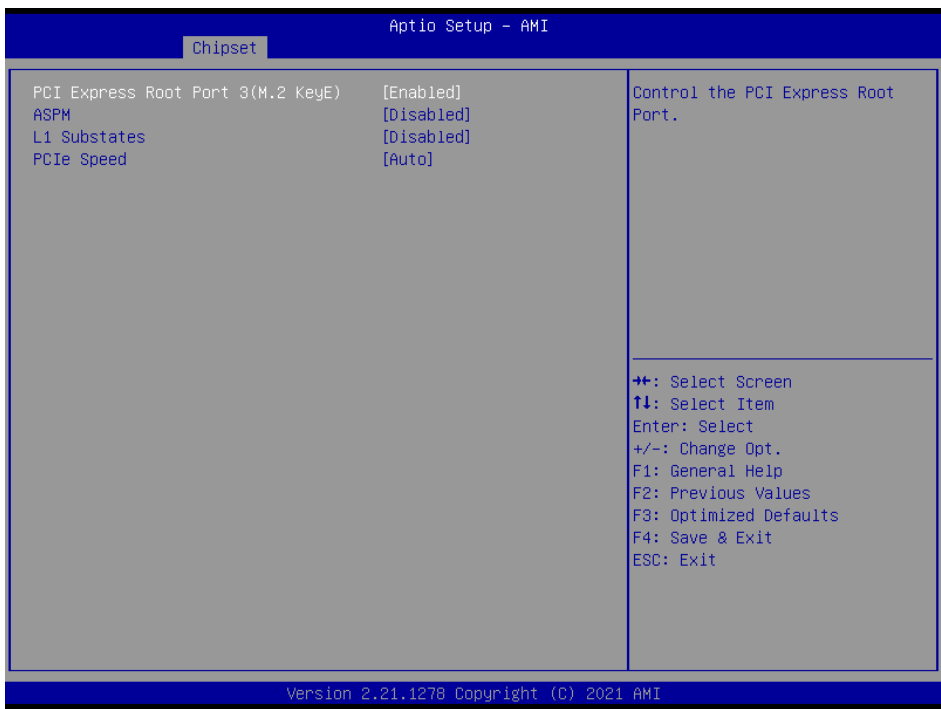 Aptio Setup – AMI
Chipset
PCI Express Root Port 3(M.2 KeyE) [Enabled]
ASPM [Disabled]
L1 Substates [Disabled]
PCIe Speed [Auto]
Control the PCI Express Root
Port.
→←: Select Screen
↑↓: Select Item
Enter: Select
+/-: Change Opt.
F1: General Help
F2: Previous Values
F3: Optimized Defaults
F4: Save & Exit
ESC: Exit
Version 2.21.1278 Copyright (C) 2021 AMI